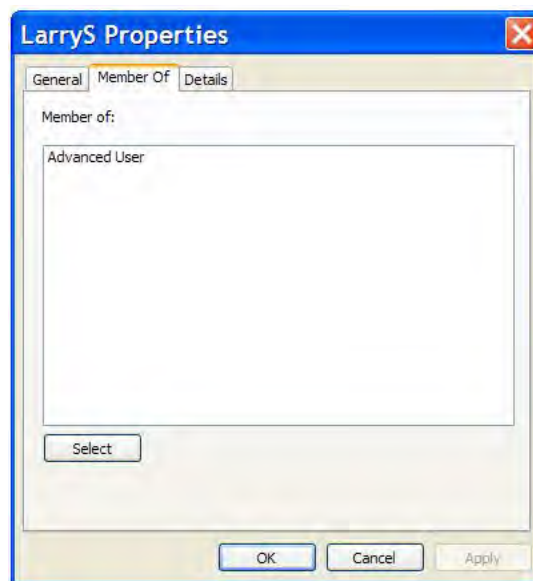 LarryS Properties
General Member Of Details
Member of:
Advanced User
Select
OK Cancel Apply